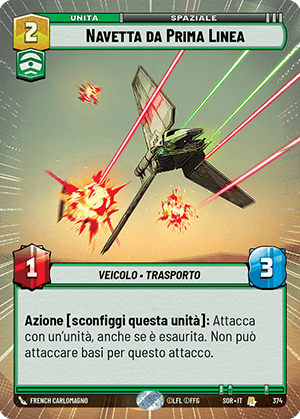 UNITÀ SPAZIALE
2
NAVETTA DA PRIMA LINEA
1
VEICOLO • TRASPORTO
3
Azione [sconfiggi questa unità]: Attacca
con un'unità, anche se è esaurita. Non può
attaccare basi per questo attacco.
FRENCH CARLOMAGNO ©LFL ©FFG SOR • IT 374